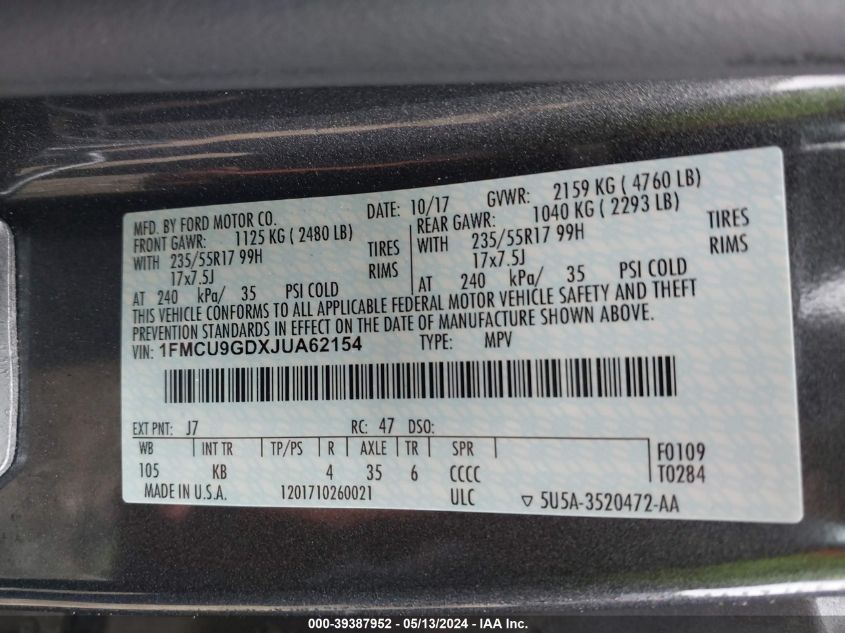 MFD. BY FORD MOTOR CO. DATE: 10/17 GVWR: 2159 KG ( 4760 LB)
FRONT GAWR: 1125 KG ( 2480 LB) REAR GAWR: 1040 KG ( 2293 LB)
WITH 235/55R17 99H TIRES WITH 235/55R17 99H TIRES
17x7.5J RIMS 17x7.5J RIMS
AT 240 kPa/ 35 PSI COLD AT 240 kPa/ 35 PSI COLD
THIS VEHICLE CONFORMS TO ALL APPLICABLE FEDERAL MOTOR VEHICLE SAFETY AND THEFT
PREVENTION STANDARDS IN EFFECT ON THE DATE OF MANUFACTURE SHOWN ABOVE.
VIN: 1FMCU9GDXJUA62154 TYPE: MPV
EXT PNT: J7 RC: 47 DSO:
WB INT TR TP/PS R AXLE TR SPR F0109
105 KB 4 35 6 CCCC T0284
MADE IN U.S.A. 1201710260021 ULC ▽ 5U5A-3520472-AA
000-39387952 - 05/13/2024 - IAA Inc.